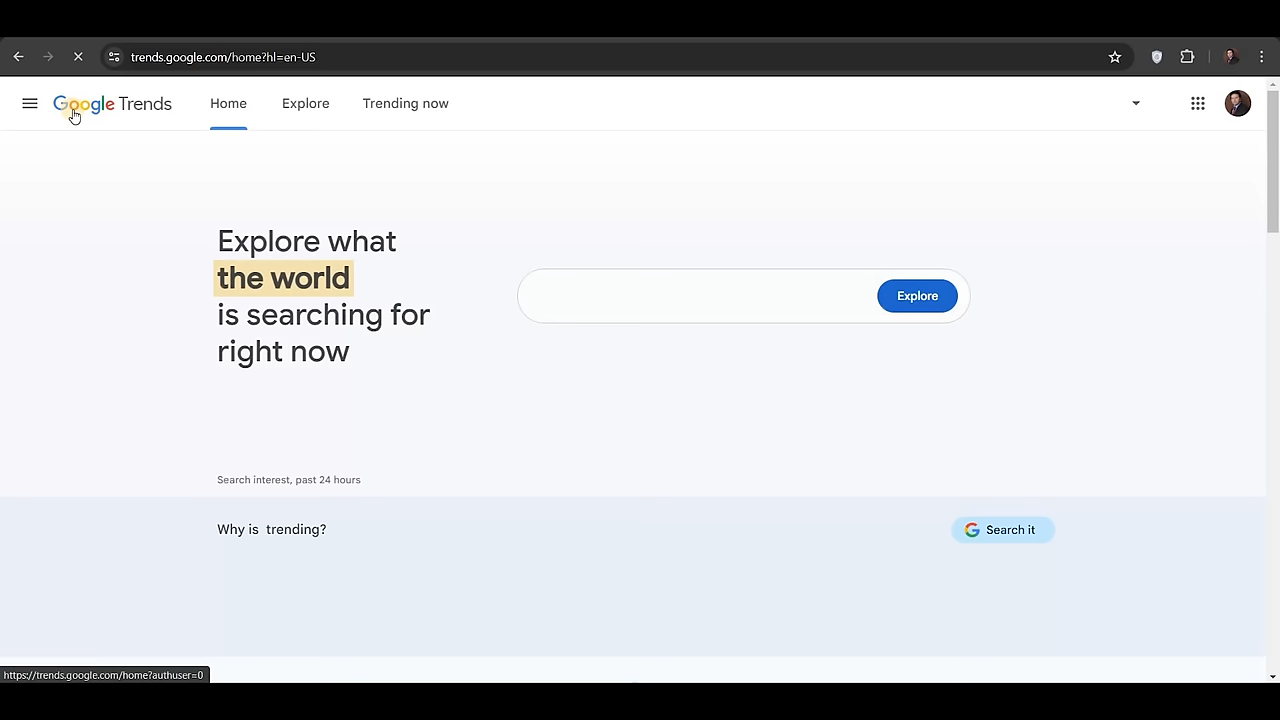 trends.google.com/home?hl=en-US
Google Trends
Home
Explore
Trending now
Explore what
the world
is searching for
right now
Explore
Search interest, past 24 hours
Why is trending?
Search it
https://trends.google.com/home?authuser=0